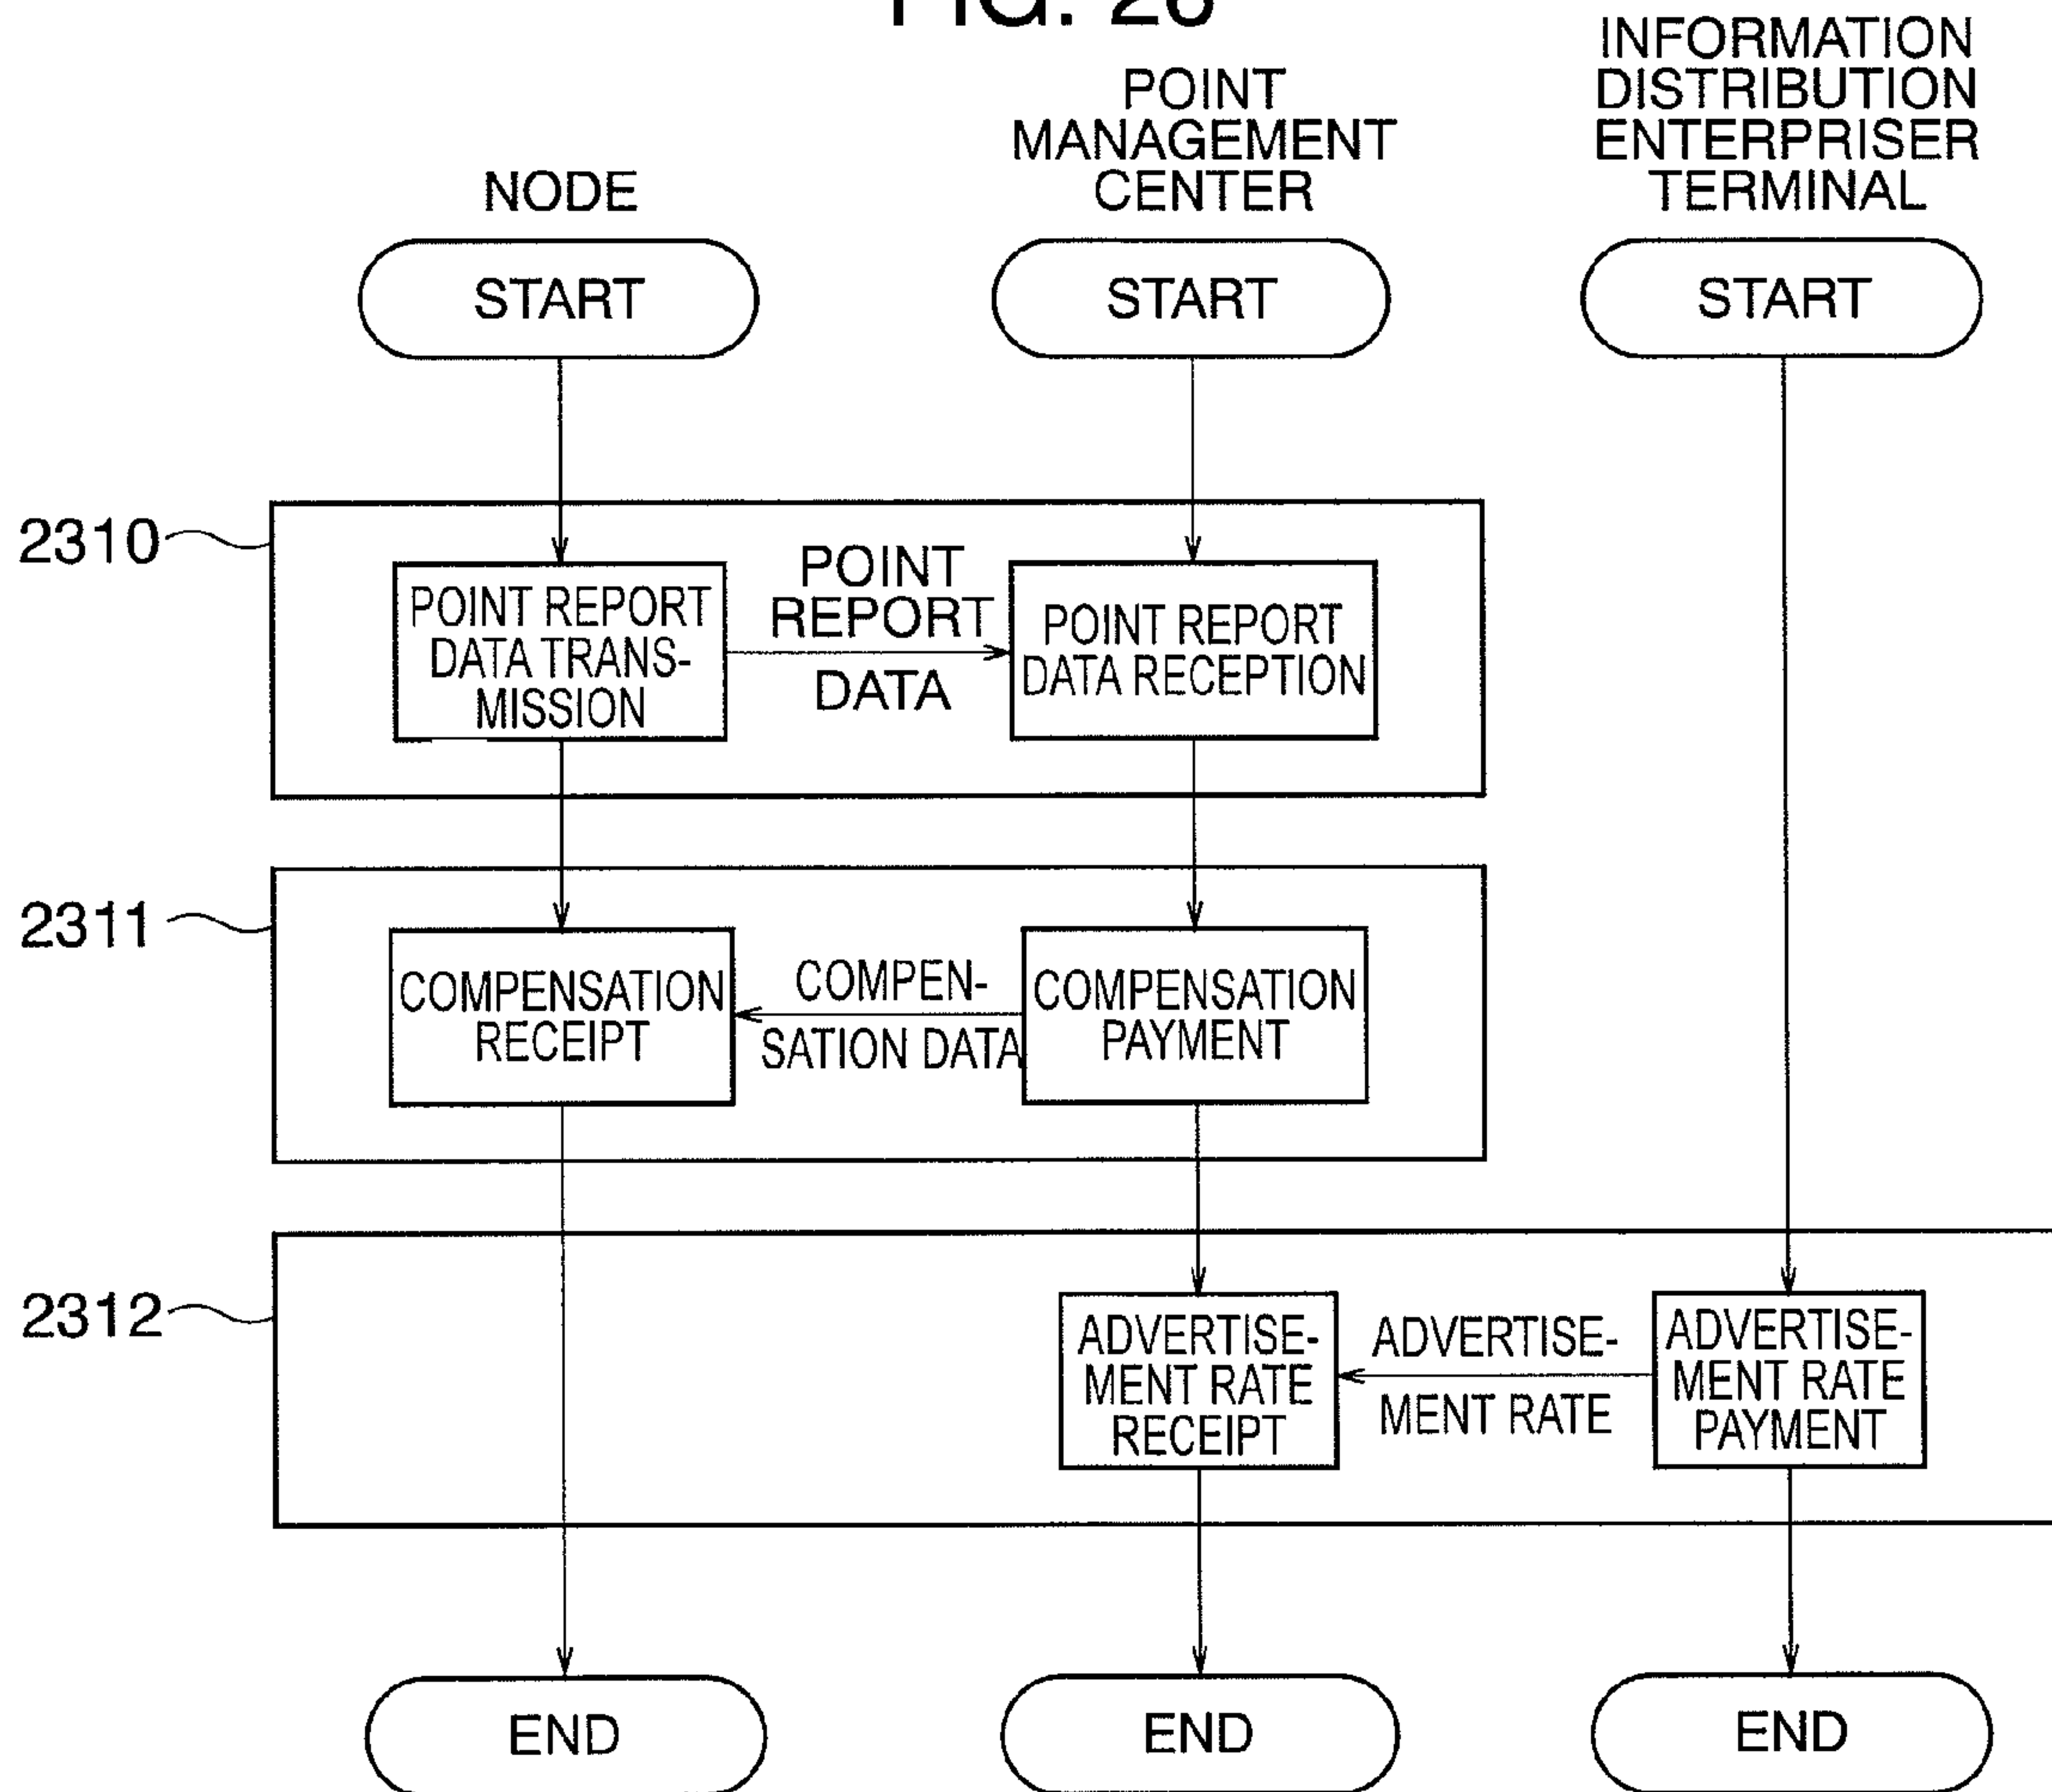 NODE
POINT
MANAGEMENT
CENTER
INFORMATION
DISTRIBUTION
ENTERPRISER
TERMINAL
START
START
START
2310
POINT REPORT
DATA TRANS-
MISSION
POINT
REPORT
DATA
POINT REPORT
DATA RECEPTION
2311
COMPENSATION
RECEIPT
COMPEN-
SATION DATA
COMPENSATION
PAYMENT
2312
ADVERTISE-
MENT RATE
RECEIPT
ADVERTISE-
MENT RATE
ADVERTISE-
MENT RATE
PAYMENT
END
END
END